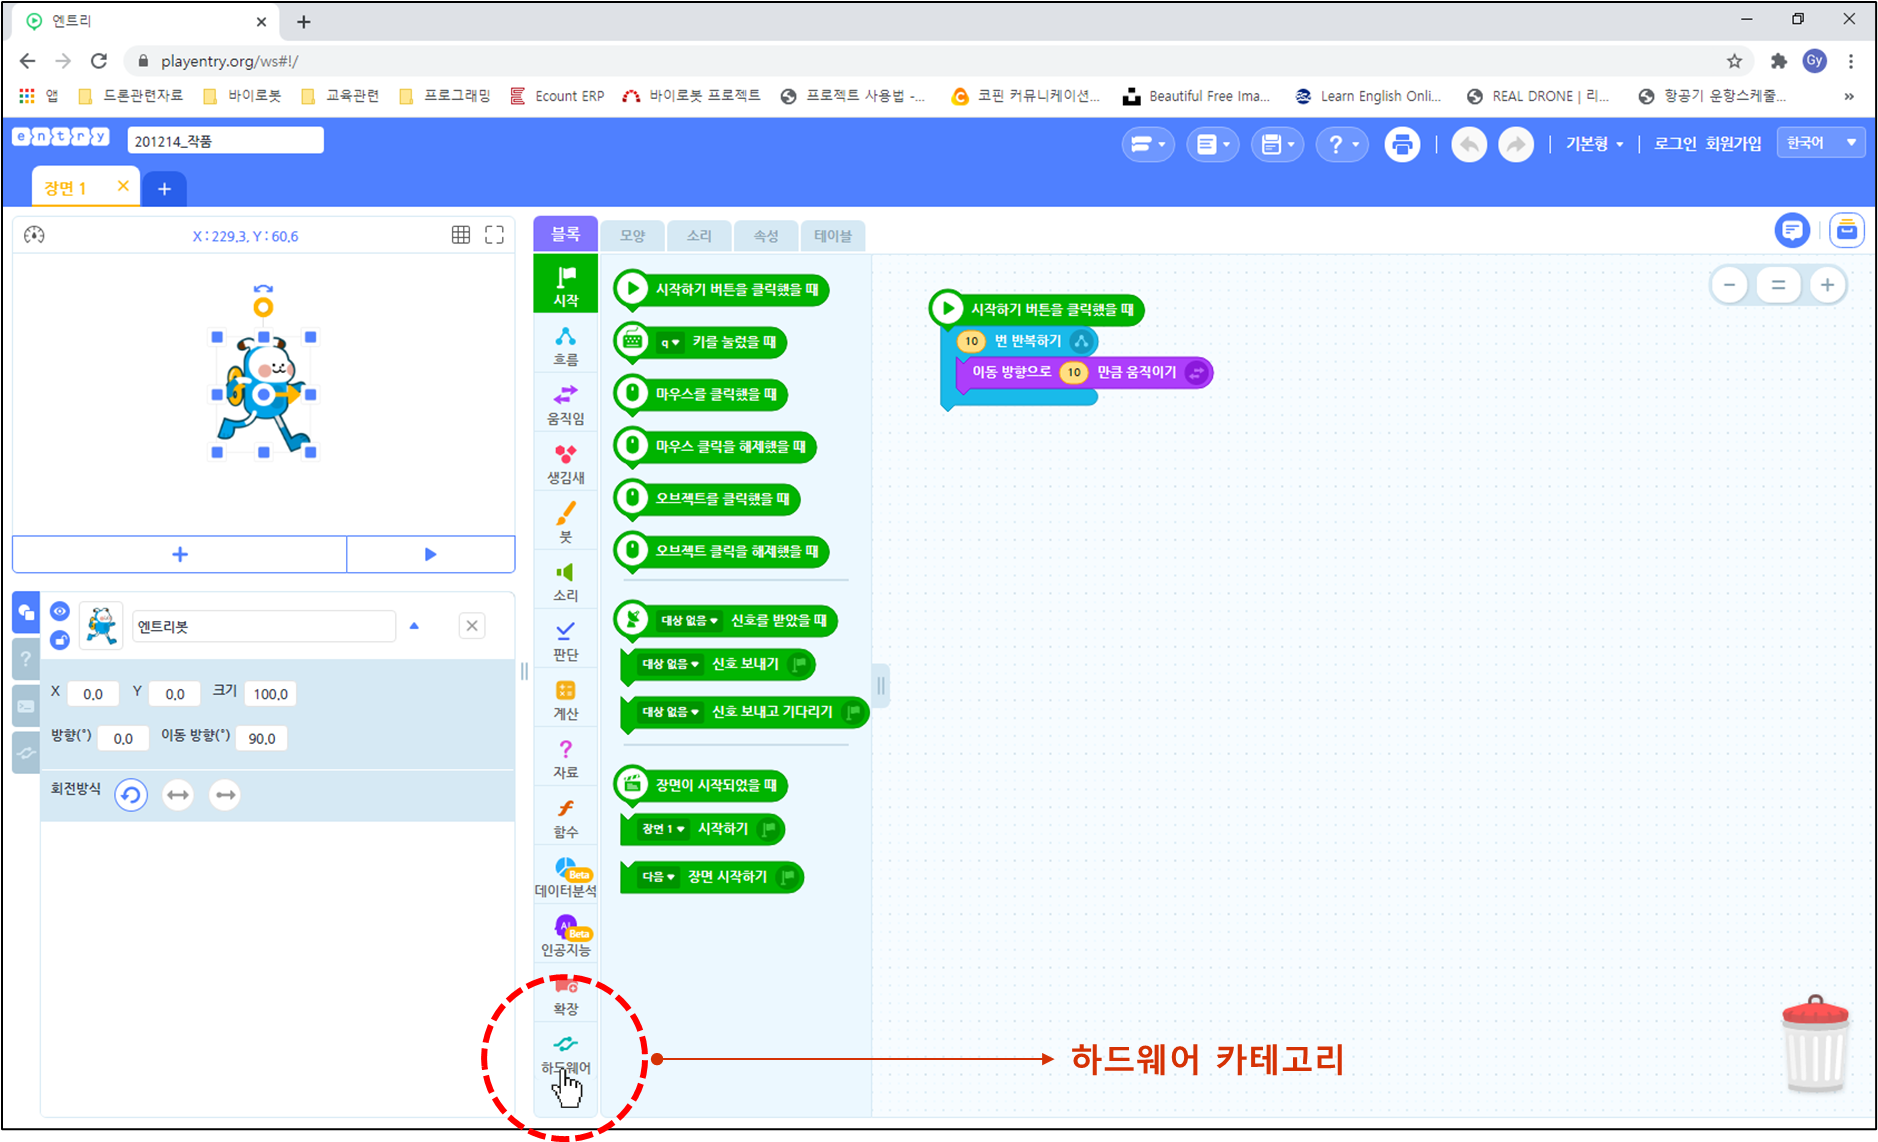 엔트리
playentry.org/ws#!/
Gy
앱
드론관련자료
바이로봇
교육관련
프로그래밍
Ecount ERP
바이로봇 프로젝트
프로젝트 사용법 -...
코핀 커뮤니케이션...
Beautiful Free Ima...
Learn English Onli...
REAL DRONE | 리...
항공기 운항스케줄...
»
entry
201214_작품
?
기본형
로그인
회원가입
한국어
장면 1
X : 229.3, Y : 60.6
블록
모양
소리
속성
테이블
시작
흐름
움직임
생김새
붓
소리
판단
계산
자료
함수
Beta
데이터분석
AI
Beta
인공지능
확장
하드웨어
시작하기 버튼을 클릭했을 때
q 키를 눌렀을 때
마우스를 클릭했을 때
마우스 클릭을 해제했을 때
오브젝트를 클릭했을 때
오브젝트 클릭을 해제했을 때
대상 없음 신호를 받았을 때
대상 없음 신호 보내기
대상 없음 신호 보내고 기다리기
장면이 시작되었을 때
장면 1 시작하기
다음 장면 시작하기
시작하기 버튼을 클릭했을 때
10 번 반복하기
이동 방향으로 10 만큼 움직이기
엔트리봇
X 0.0 Y 0.0 크기 100.0
방향(°) 0.0 이동 방향(°) 90.0
회전방식
하드웨어 카테고리